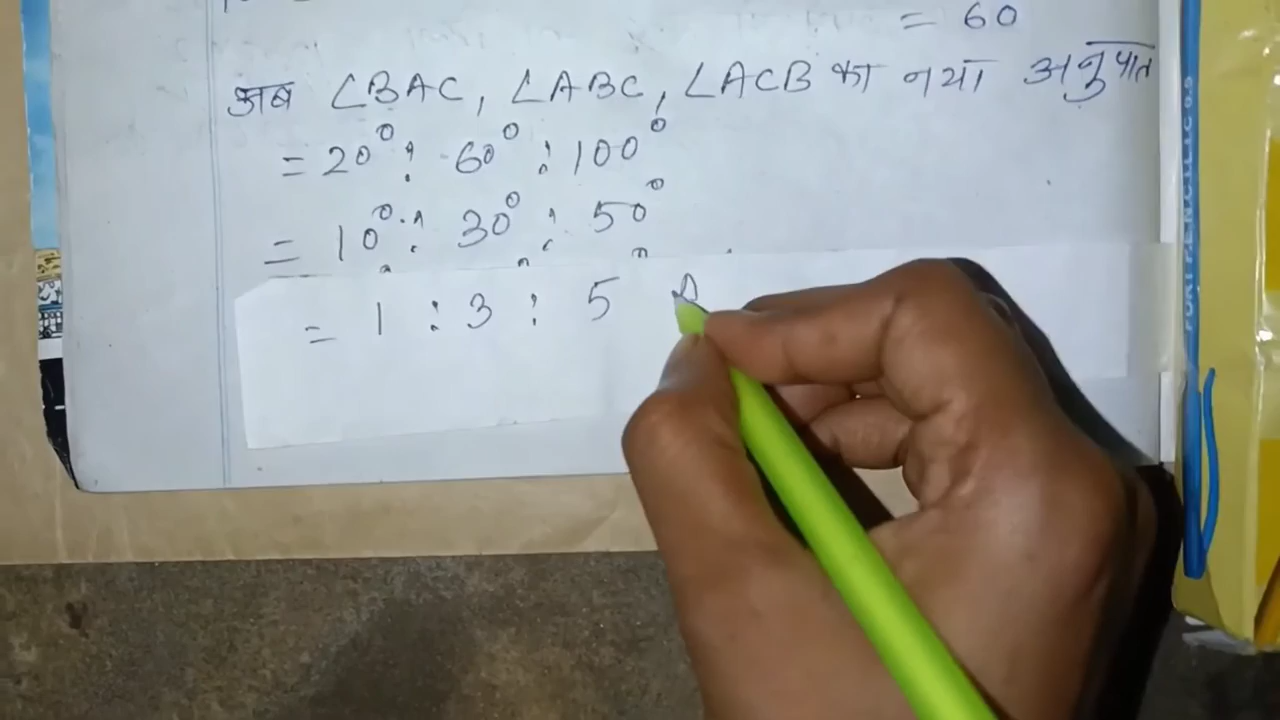 = 60
अब ∠BAC, ∠ABC, ∠ACB का नया अनुपात
= 20° : 60° : 100°
= 10° : 30° : 50°
= 1 : 3 : 5